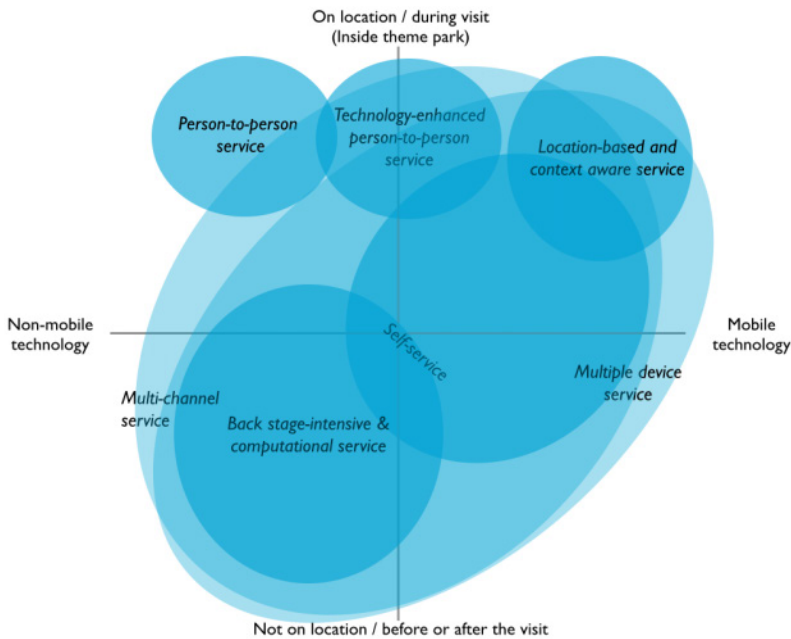 On location / during visit
(Inside theme park)
Person-to-person
service
Technology-enhanced
person-to-person
service
Location-based and
context aware service
Non-mobile
technology
Mobile
technology
Self-service
Multiple device
service
Multi-channel
service
Back stage-intensive &
computational service
Not on location / before or after the visit